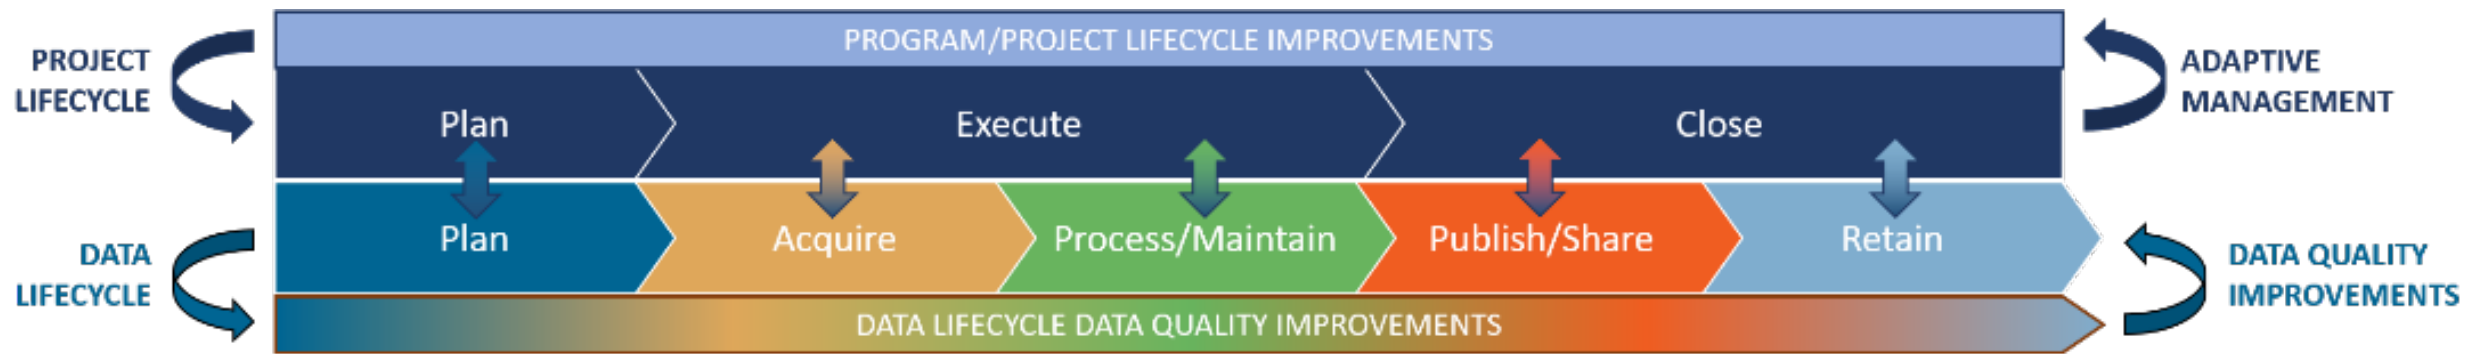 PROGRAM/PROJECT LIFECYCLE IMPROVEMENTS
PROJECT
LIFECYCLE
Plan
Execute
Close
ADAPTIVE
MANAGEMENT
DATA
LIFECYCLE
Plan
Acquire
Process/Maintain
Publish/Share
Retain
DATA QUALITY
IMPROVEMENTS
DATA LIFECYCLE DATA QUALITY IMPROVEMENTS